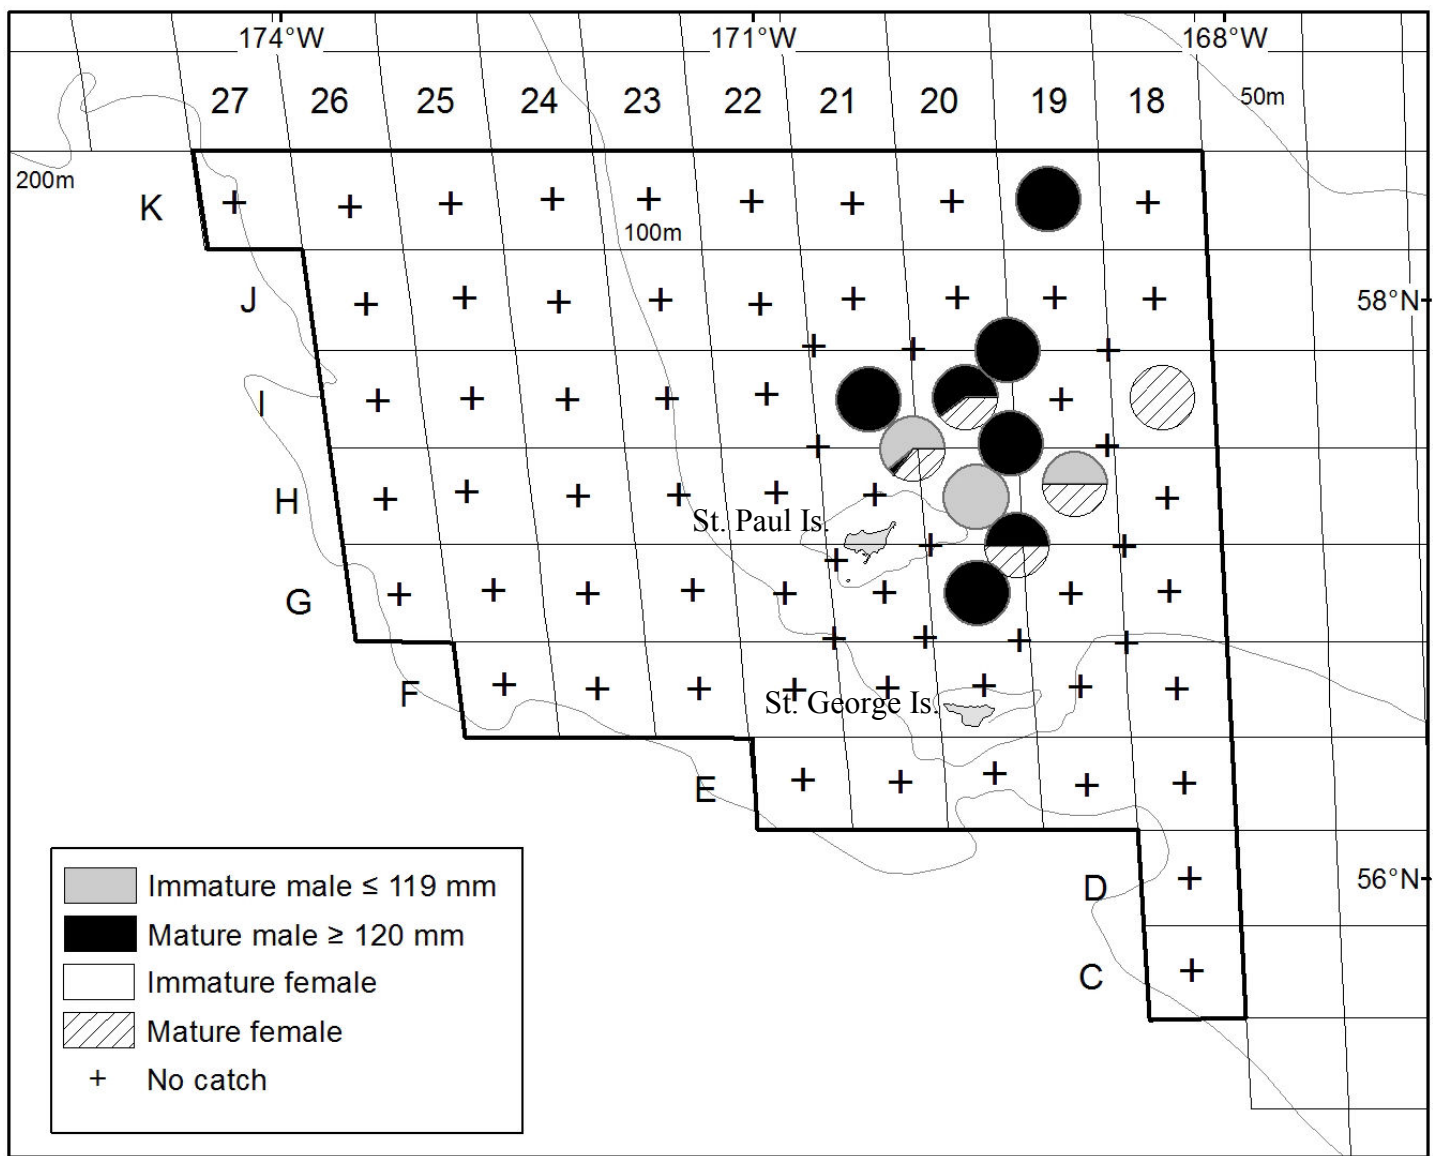 174°W 171°W 168°W
27 26 25 24 23 22 21 20 19 18
50m
200m
K
100m
J
58°N
I
H
St. Paul Is.
G
F
St. George Is.
E
D
56°N
C
Immature male ≤ 119 mm
Mature male ≥ 120 mm
Immature female
Mature female
+ No catch